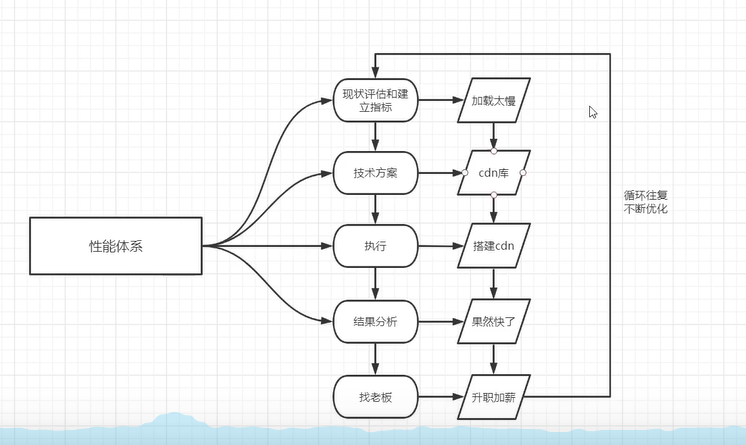 现状评估和建
立指标
加载太慢
技术方案
cdn库
循环往复
不断优化
性能体系
执行
搭建cdn
结果分析
果然快了
找老板
升职加薪